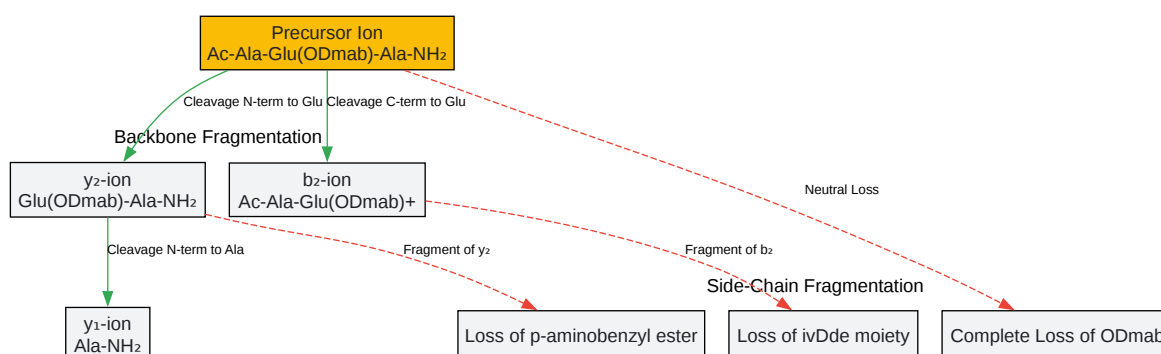 Precursor Ion
Ac-Ala-Glu(ODmab)-Ala-NH₂
Cleavage N-term to Glu
Cleavage C-term to Glu
Backbone Fragmentation
y₂-ion
Glu(ODmab)-Ala-NH₂
b₂-ion
Ac-Ala-Glu(ODmab)+
Neutral Loss
Cleavage N-term to Ala
Fragment of y₂
Fragment of b₂
Side-Chain Fragmentation
y₁-ion
Ala-NH₂
Loss of p-aminobenzyl ester
Loss of ivDde moiety
Complete Loss of ODmab